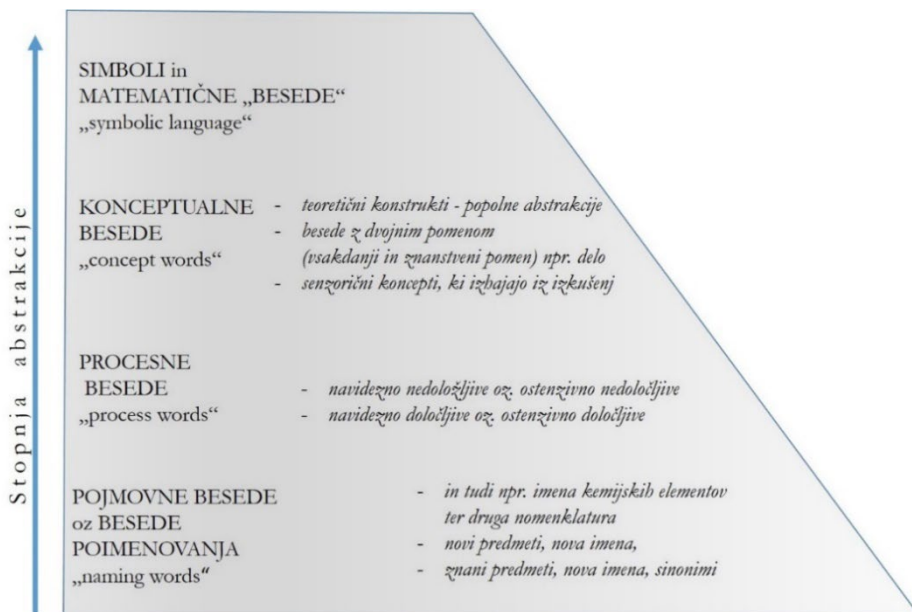 Stopnja abstrakcije
SIMBOLI in
MATEMATIČNE „BESEDE“
„symbolic language“
KONCEPTUALNE
BESEDE
„concept words“
- teoretični konstrukti - popolne abstrakcije
- besede z dvojnim pomenom
(vsakdanji in znanstveni pomen) npr. delo
- senzorični koncepti, ki izhajajo iz izkušenj
PROCESNE
BESEDE
„process words“
- navidezno nedoložljive oz. ostenzivno nedoločljive
- navidezno določljive oz. ostenzivno določljive
POJMOVNE BESEDE
oz BESEDE
POIMENOVANJA
„naming words“
- in tudi npr. imena kemijskih elementov
ter druga nomenklatura
- novi predmeti, nova imena,
- znani predmeti, nova imena, sinonimi